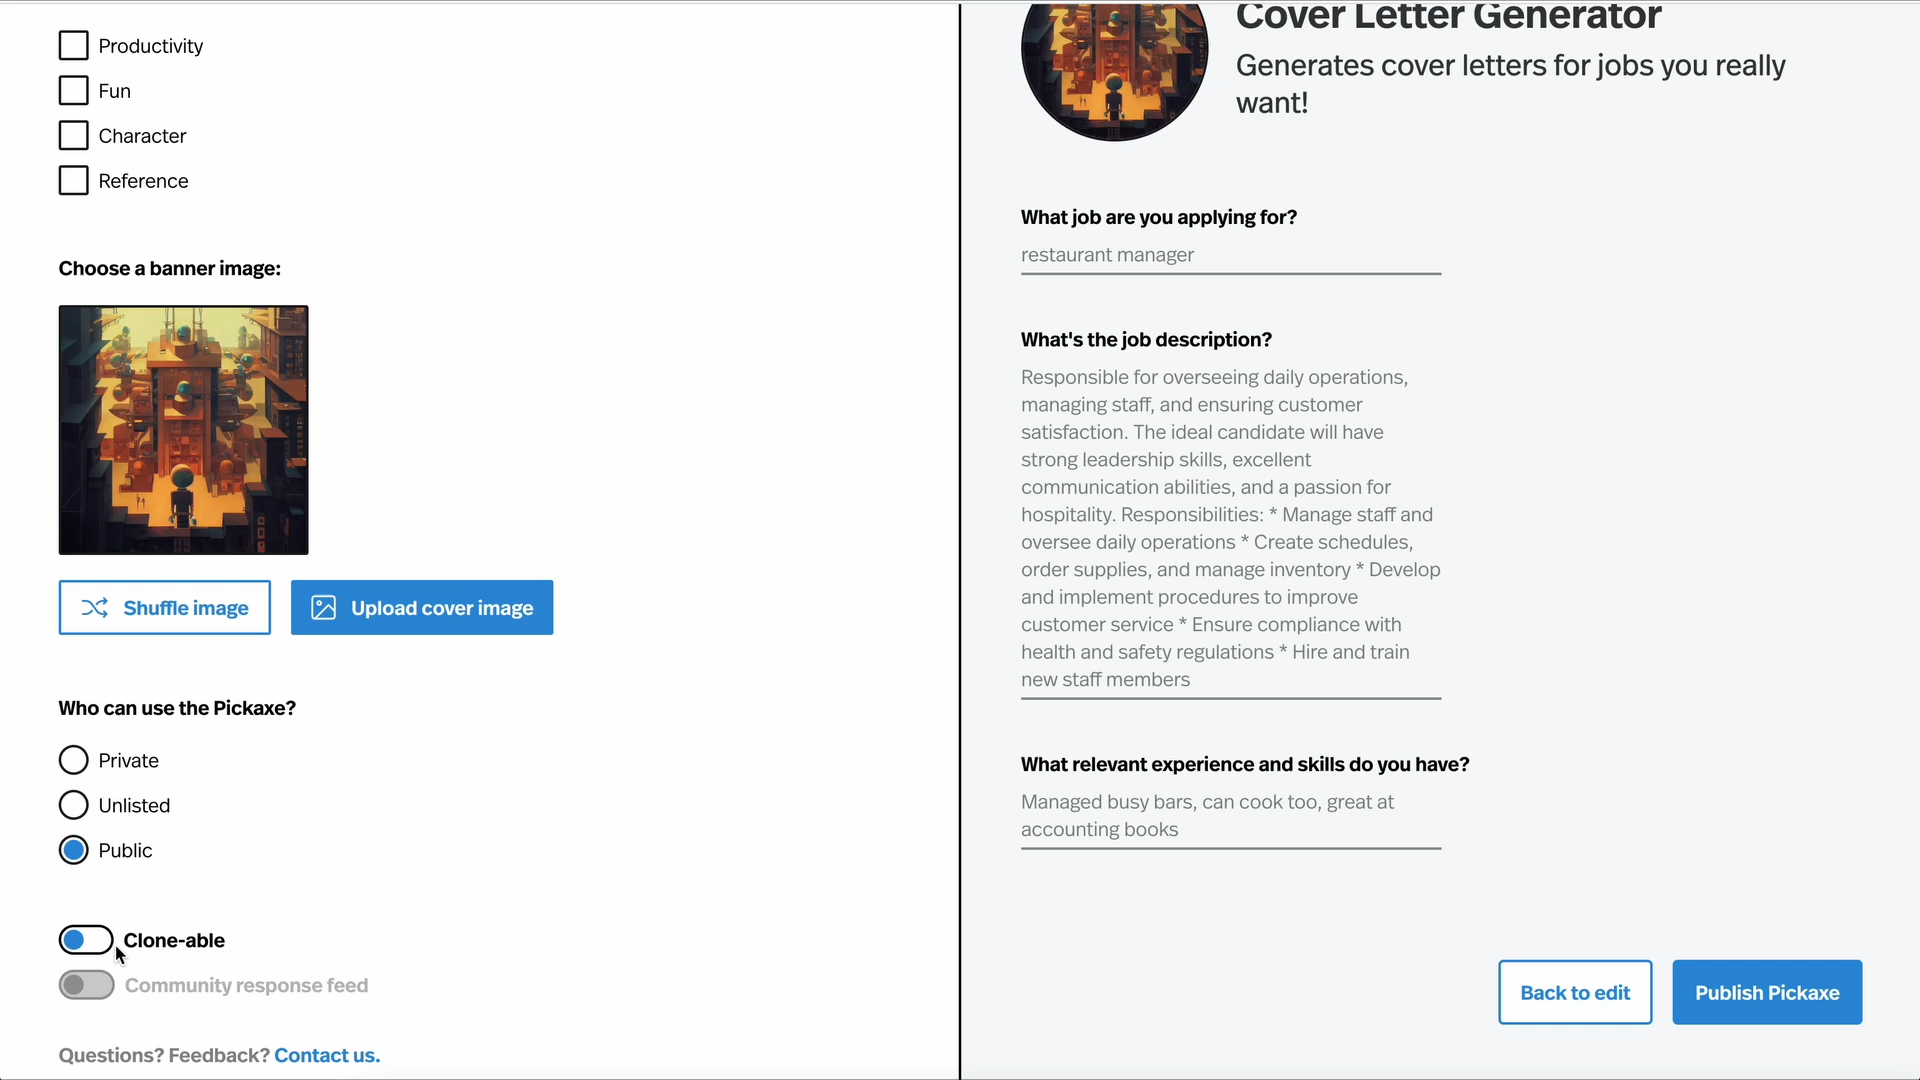 Productivity
Fun
Character
Reference
Choose a banner image:
Shuffle image
Upload cover image
Who can use the Pickaxe?
Private
Unlisted
Public
Clone-able
Community response feed
Questions? Feedback? Contact us.
Cover Letter Generator
Generates cover letters for jobs you really
want!
What job are you applying for?
restaurant manager
What's the job description?
Responsible for overseeing daily operations,
managing staff, and ensuring customer
satisfaction. The ideal candidate will have
strong leadership skills, excellent
communication abilities, and a passion for
hospitality. Responsibilities: * Manage staff and
oversee daily operations * Create schedules,
order supplies, and manage inventory * Develop
and implement procedures to improve
customer service * Ensure compliance with
health and safety regulations * Hire and train
new staff members
What relevant experience and skills do you have?
Managed busy bars, can cook too, great at
accounting books
Back to edit
Publish Pickaxe